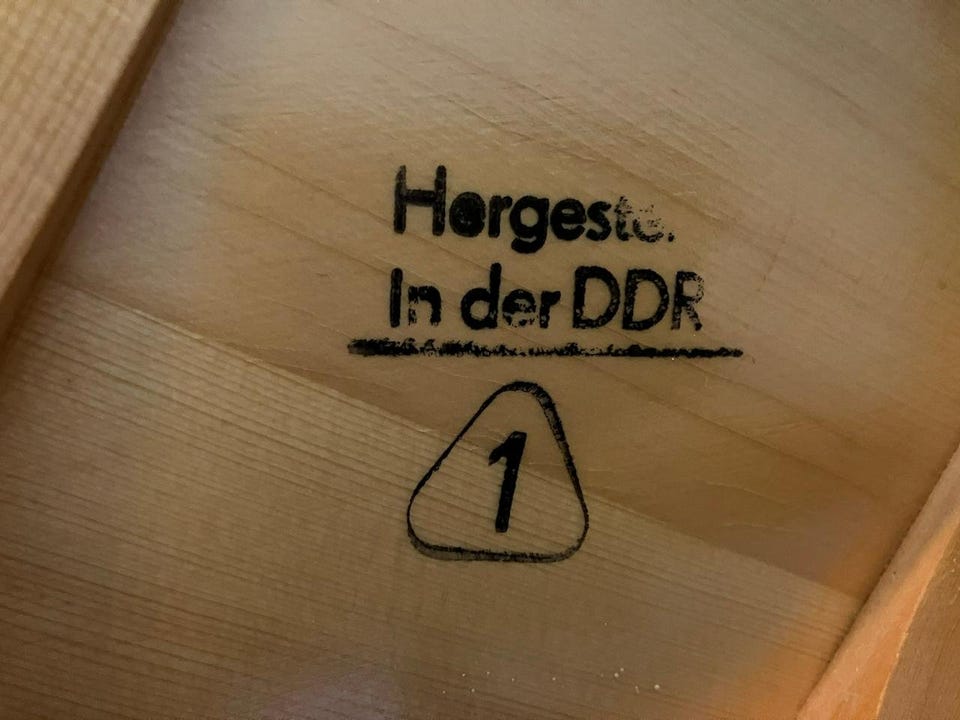 Hergeste
In der DDR
1